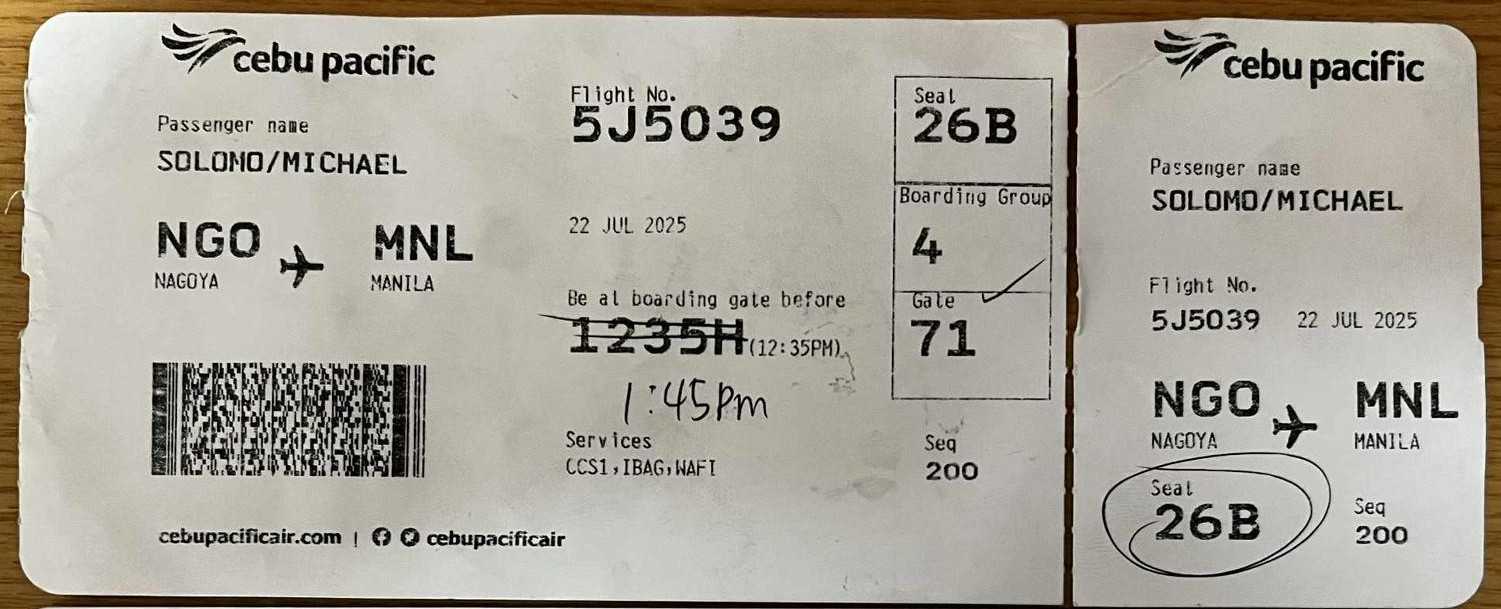 cebu pacific
Passenger name
SOLOMO/MICHAEL
NGO MNL
NAGOYA MANILA
cebupacificair.com | cebupacificair
Flight No.
5J5039
22 JUL 2025
Be at boarding gate before
1235H (12:35PM)
1:45pm
Services
CCS1,IBAG,WAFI
Seat
26B
Boarding Group
4
Gate
71
Seq
200
cebu pacific
Passenger name
SOLOMO/MICHAEL
Flight No.
5J5039 22 JUL 2025
NGO MNL
NAGOYA MANILA
Seat
26B
Seq
200